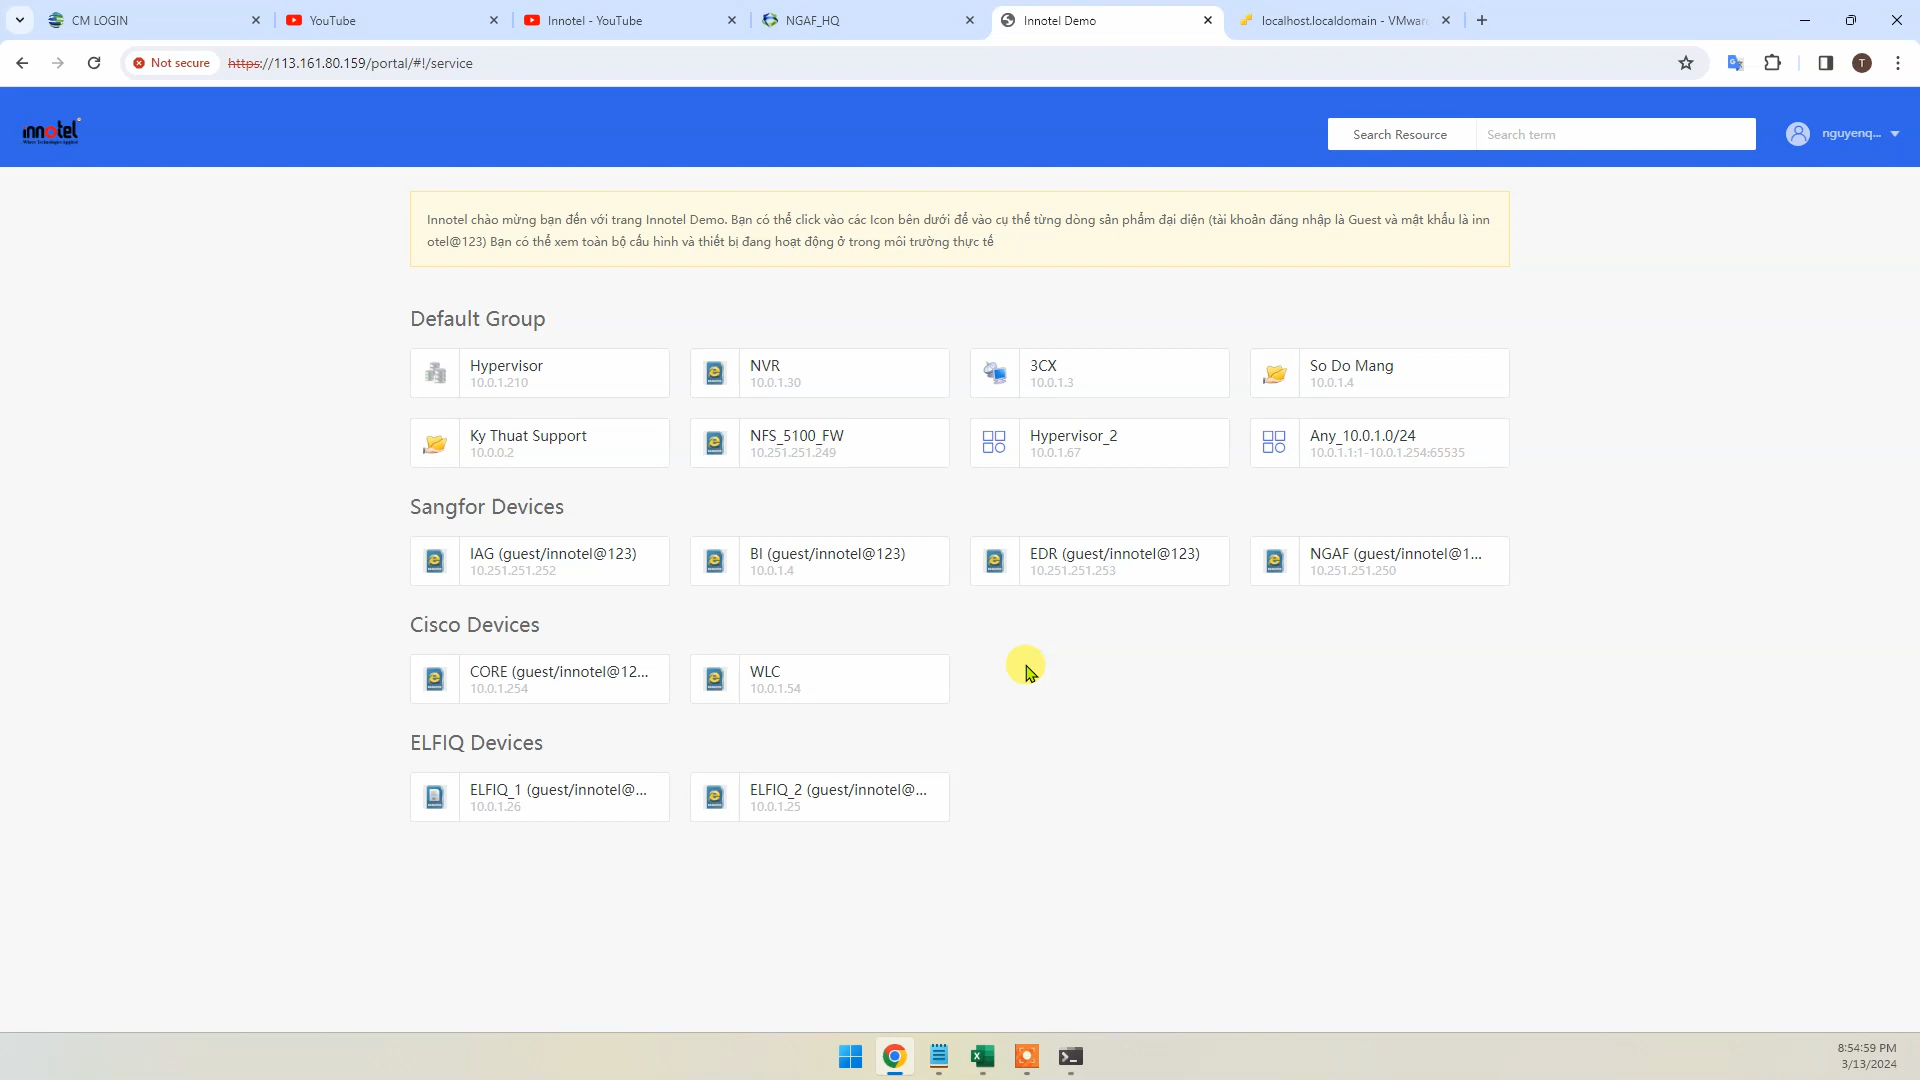 CM LOGIN
YouTube
Innotel - YouTube
NGAF_HQ
Innotel Demo
localhost.localdomain - VMware
Not secure
https://113.161.80.159/portal/#!/service
T
innotel
Search Resource
Search term
nguyenq...
Innotel chào mừng bạn đến với trang Innotel Demo. Bạn có thể click vào các Icon bên dưới để vào cụ thể từng dòng sản phẩm đại diện (tài khoản đăng nhập là Guest và mật khẩu là inn
otel@123) Bạn có thể xem toàn bộ cấu hình và thiết bị đang hoạt động ở trong môi trường thực tế
Default Group
Hypervisor
10.0.1.210
NVR
10.0.1.30
3CX
10.0.1.3
So Do Mang
10.0.1.4
Ky Thuat Support
10.0.0.2
NFS_5100_FW
10.251.251.249
Hypervisor_2
10.0.1.67
Any_10.0.1.0/24
10.0.1.1:1-10.0.1.254:65535
Sangfor Devices
IAG (guest/innotel@123)
10.251.251.252
BI (guest/innotel@123)
10.0.1.4
EDR (guest/innotel@123)
10.251.251.253
NGAF (guest/innotel@1...
10.251.251.250
Cisco Devices
CORE (guest/innotel@12...
10.0.1.254
WLC
10.0.1.54
ELFIQ Devices
ELFIQ_1 (guest/innotel@...
10.0.1.26
ELFIQ_2 (guest/innotel@...
10.0.1.25
8:54:59 PM
3/13/2024